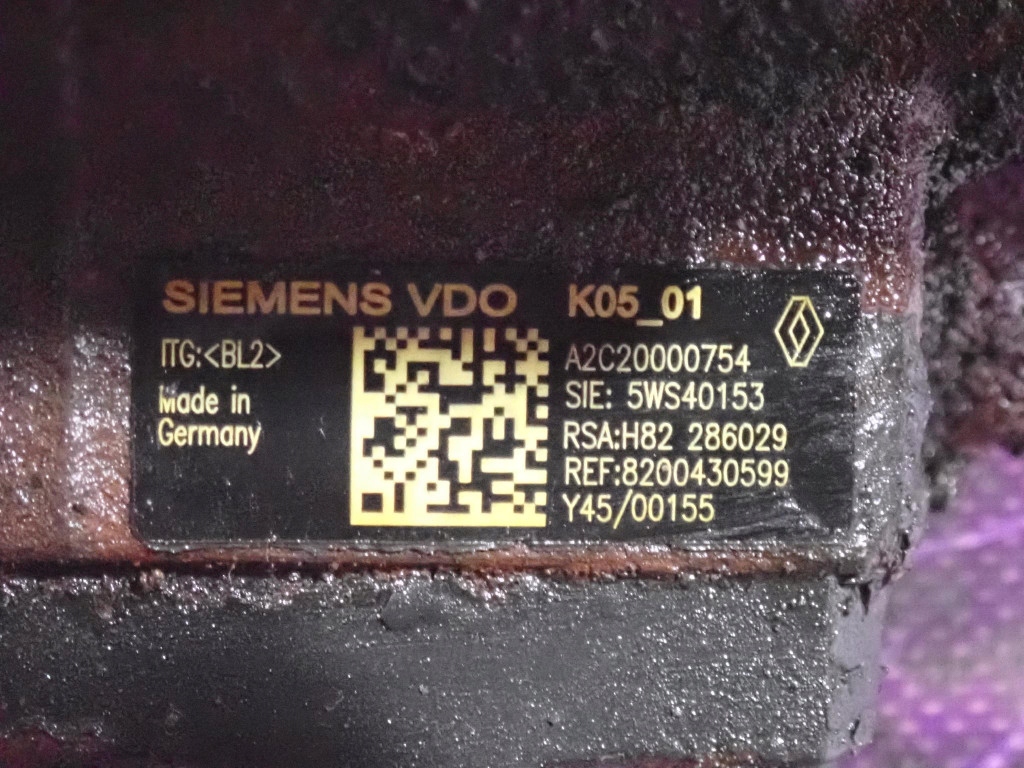 SIEMENS VDO K05_01
ITG:<BL2>
Made in
Germany
A2C20000754
SIE: 5WS40153
RSA:H82 286029
REF:8200430599
Y45/00155